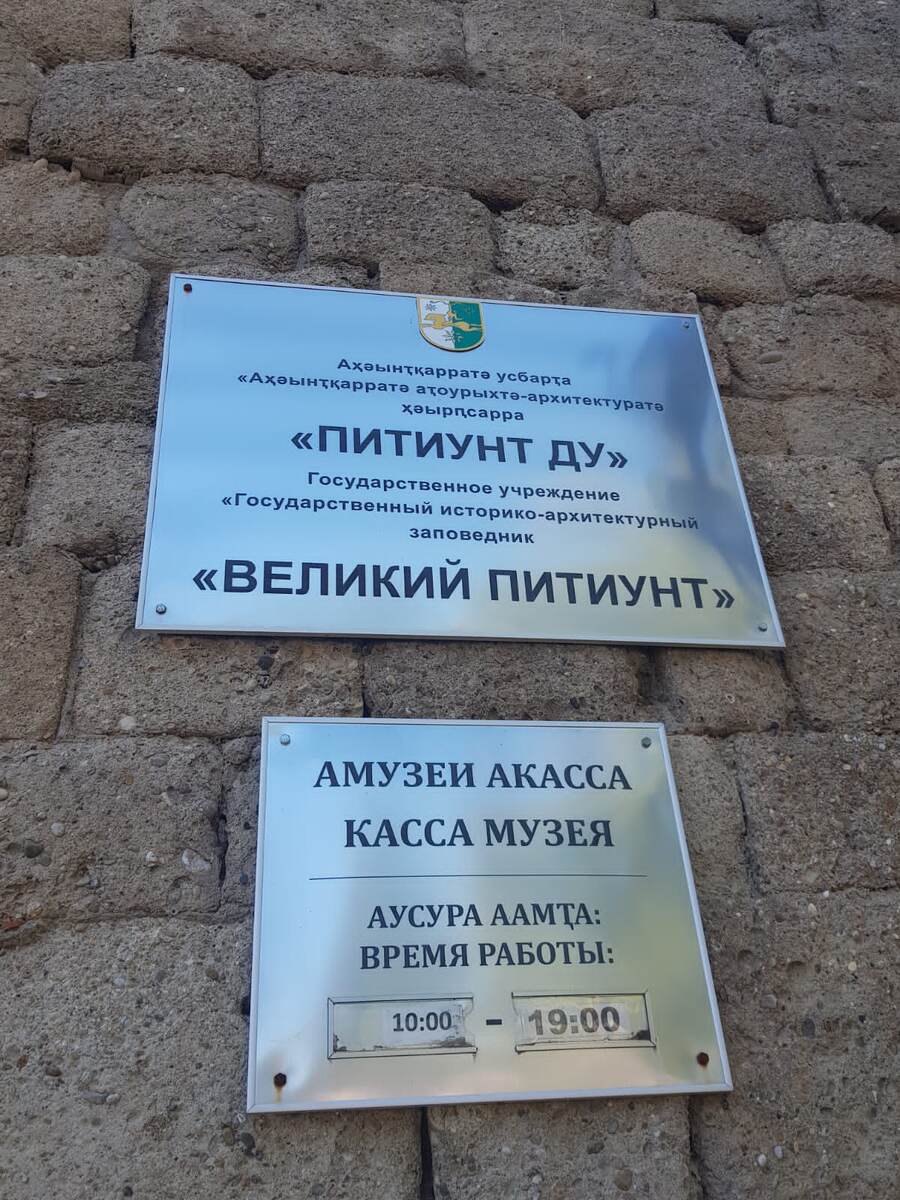 Аҳәынҭқарратә усбарҭа
«Аҳәынҭқарратә аҭоурыхтә-архитектуратә
ҳәырԥсарра
«ПИТИУНТ ДУ»
Государственное учреждение
«Государственный историко-архитектурный
заповедник
«ВЕЛИКИЙ ПИТИУНТ»
АМУЗЕИ АКАССА
КАССА МУЗЕЯ
АУСУРА ААМҬА:
ВРЕМЯ РАБОТЫ:
10:00 - 19:00